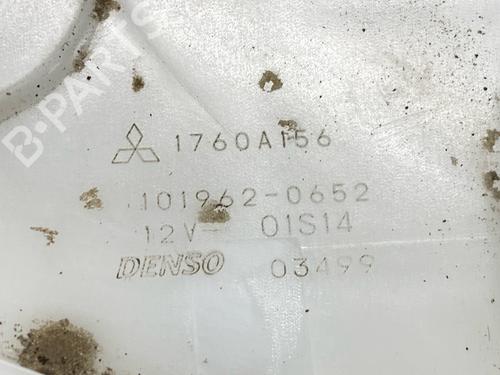 B-PARTS
1760A156
101962-0652
12V- 01S14
DENSO 03499